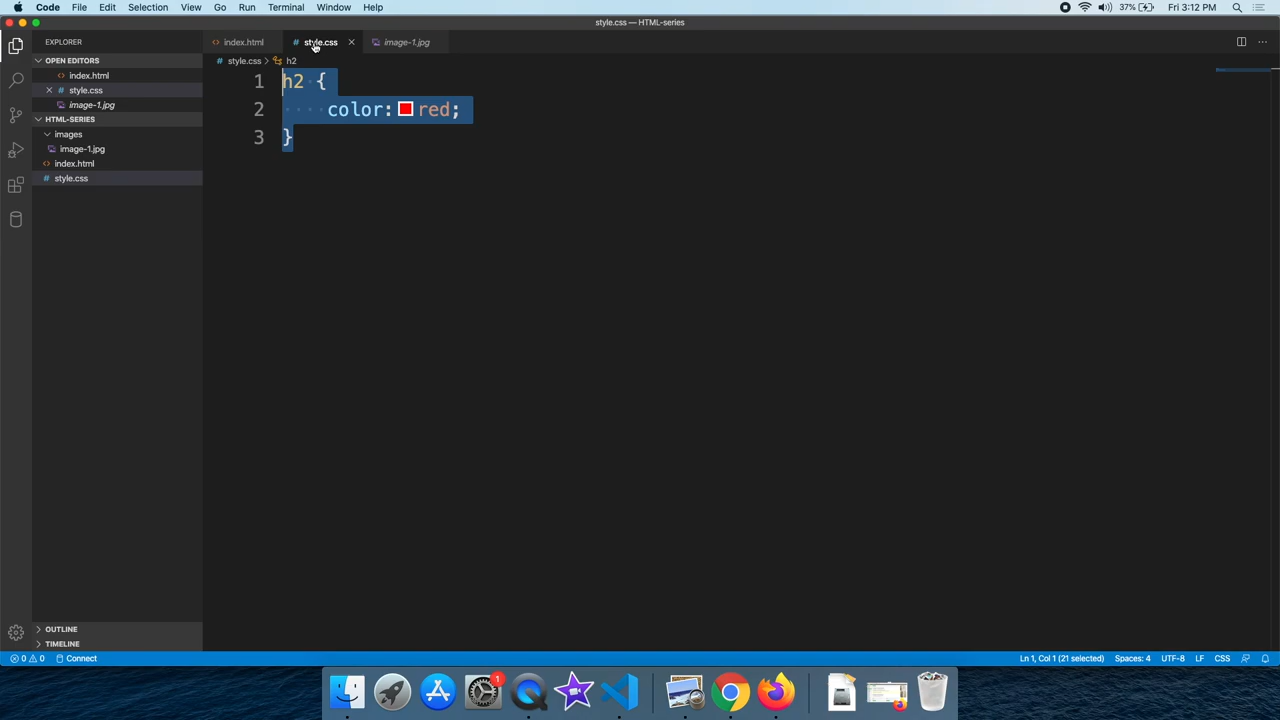 Code File Edit Selection View Go Run Terminal Window Help 37% Fri 3:12 PM
style.css — HTML-series
EXPLORER
index.html style.css image-1.jpg
OPEN EDITORS
style.css > h2
index.html
style.css
image-1.jpg
HTML-SERIES
images
image-1.jpg
index.html
style.css
1 h2 {
2 color: red;
3 }
OUTLINE
TIMELINE
0 0 Connect Ln 1, Col 1 (21 selected) Spaces: 4 UTF-8 LF CSS
1